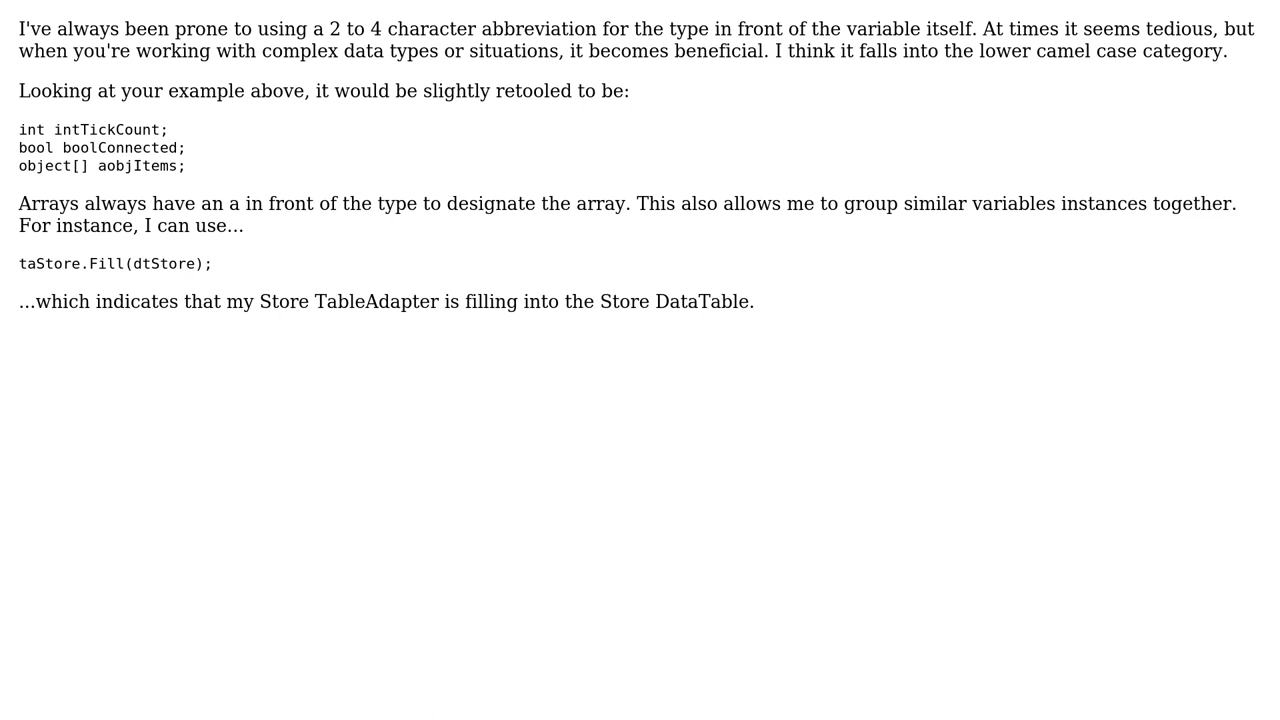 I've always been prone to using a 2 to 4 character abbreviation for the type in front of the variable itself. At times it seems tedious, but
when you're working with complex data types or situations, it becomes beneficial. I think it falls into the lower camel case category.
Looking at your example above, it would be slightly retooled to be:
int intTickCount;
bool boolConnected;
object[] aobjItems;
Arrays always have an a in front of the type to designate the array. This also allows me to group similar variables instances together.
For instance, I can use...
taStore.Fill(dtStore);
...which indicates that my Store TableAdapter is filling into the Store DataTable.